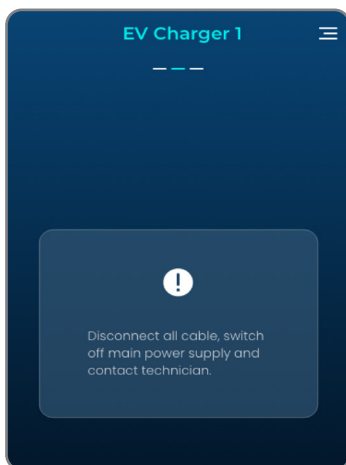 EV Charger 1
Disconnect all cable, switch
off main power supply and
contact technician.